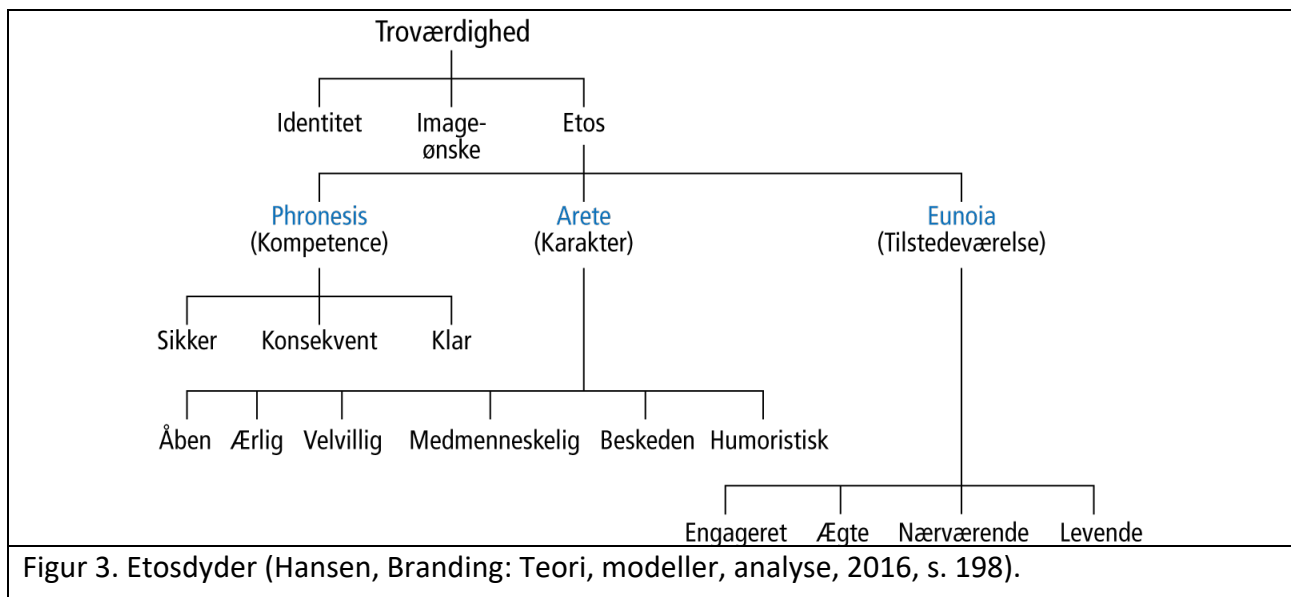 Troværdighed
Identitet
Image-
ønske
Etos
Phronesis
(Kompetence)
Arete
(Karakter)
Eunoia
(Tilstedeværelse)
Sikker
Konsekvent
Klar
Åben
Ærlig
Velvillig
Medmenneskelig
Beskeden
Humoristisk
Engageret
Ægte
Nærværende
Levende
Figur 3. Etosdyder (Hansen, Branding: Teori, modeller, analyse, 2016, s. 198).